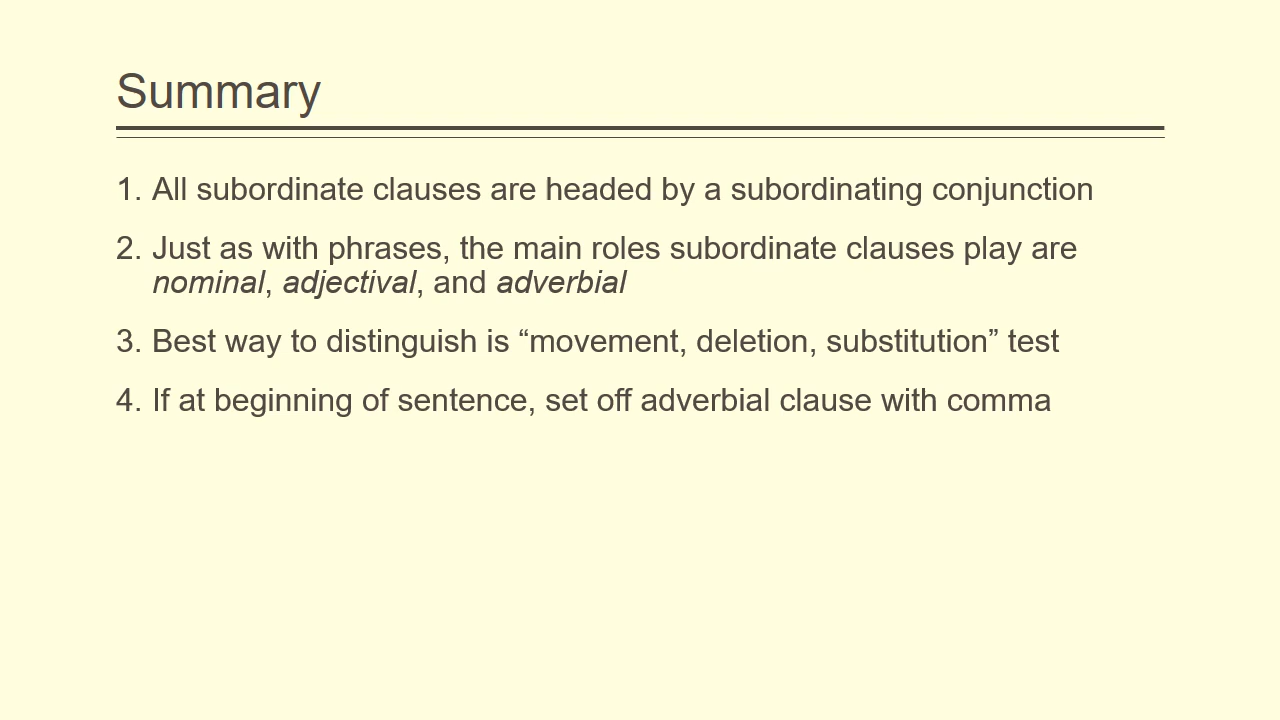 Summary
1. All subordinate clauses are headed by a subordinating conjunction
2. Just as with phrases, the main roles subordinate clauses play are
nominal, adjectival, and adverbial
3. Best way to distinguish is “movement, deletion, substitution” test
4. If at beginning of sentence, set off adverbial clause with comma